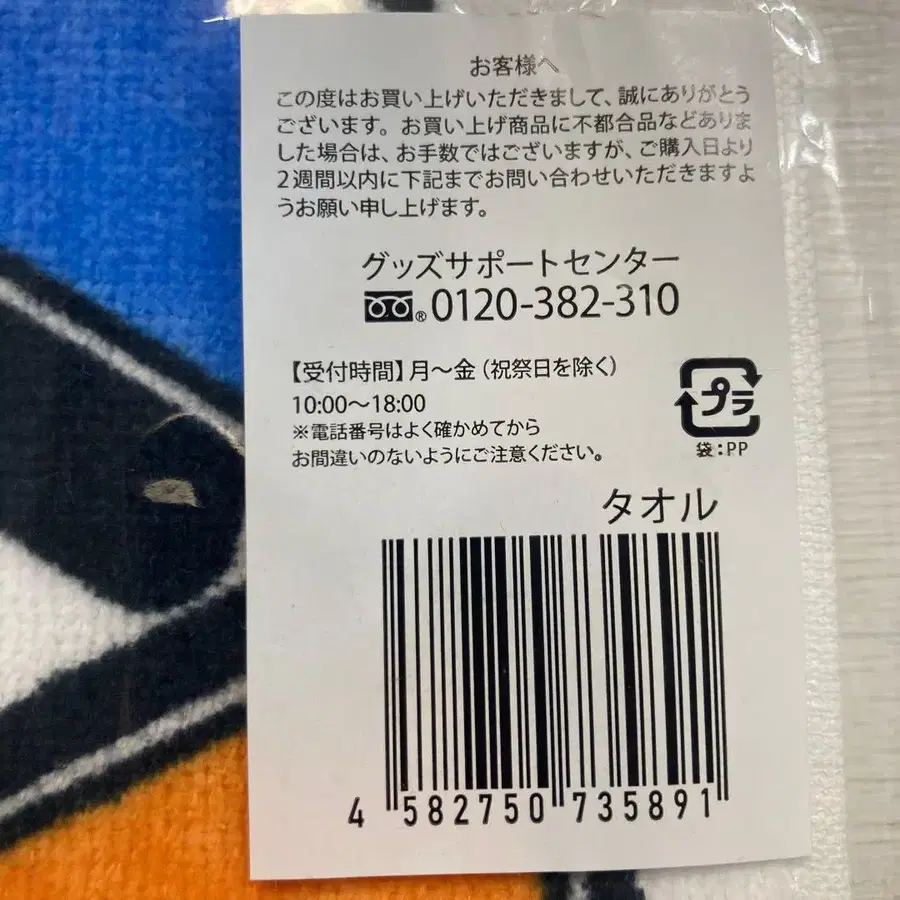 お客様へ
この度はお買い上げいただきまして、誠にありがとう
ございます。お買い上げ商品に不都合品などありま
した場合は、お手数ではございますが、ご購入日より
2週間以内に下記までお問い合わせいただきますよ
うお願い申し上げます。
グッズサポートセンター
®0120-382-310
【受付時間】月～金（祝祭日を除く）
10:00～18:00
※電話番号はよく確かめてから
お間違いのないようにご注意ください。
プラ
袋：PP
タオル
4 582750 735891